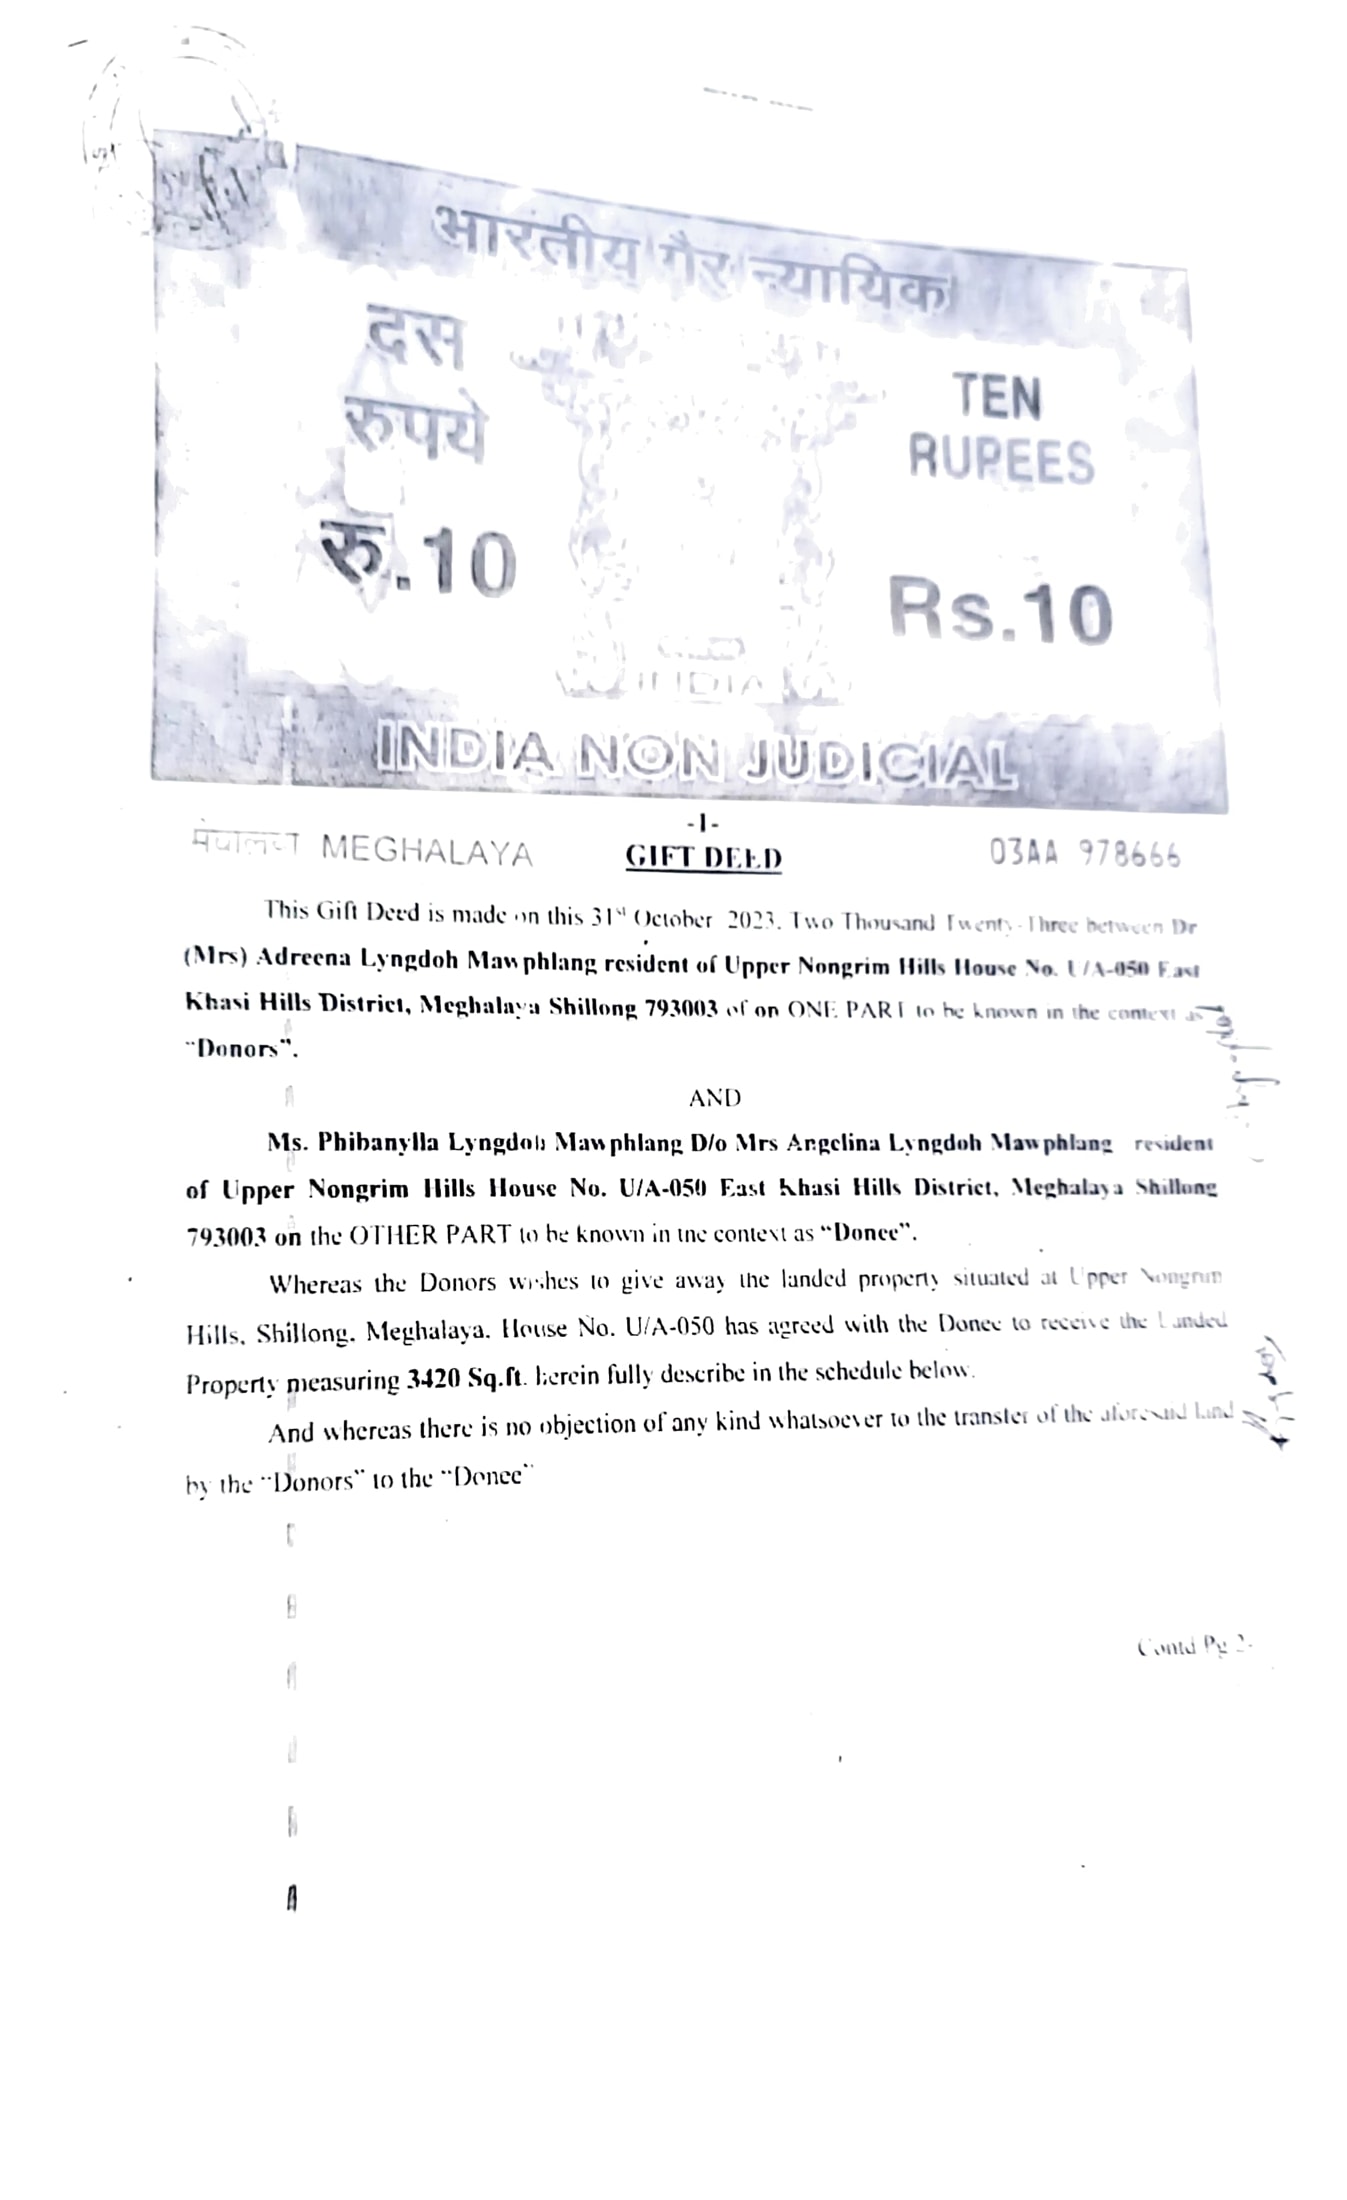 भारतीय गैर न्यायिक
दस
रुपये
रु.10
TEN
RUPEES
Rs.10
INDIA
INDIA NON JUDICIAL
-1-
मेघालय MEGHALAYA
GIFT DEED
03AA 978666
This Gift Deed is made on this 31st October 2023. Two Thousand Twenty-Three between Dr
(Mrs) Adreena Lyngdoh Mawphlang resident of Upper Nongrim Hills House No. U/A-050 East
Khasi Hills District, Meghalaya Shillong 793003 of on ONE PART to be known in the context as
“Donors”.
AND
Ms. Phibanylla Lyngdoh Mawphlang D/o Mrs Angelina Lyngdoh Mawphlang resident
of Upper Nongrim Hills House No. U/A-050 East Khasi Hills District, Meghalaya Shillong
793003 on the OTHER PART to be known in the context as “Donee”.
Whereas the Donors wishes to give away the landed property situated at Upper Nongrim
Hills, Shillong, Meghalaya. House No. U/A-050 has agreed with the Donee to receive the Landed
Property measuring 3420 Sq.ft. herein fully describe in the schedule below.
And whereas there is no objection of any kind whatsoever to the transfer of the aforesaid land
by the “Donors” to the “Donee”
Contd Pg 2-